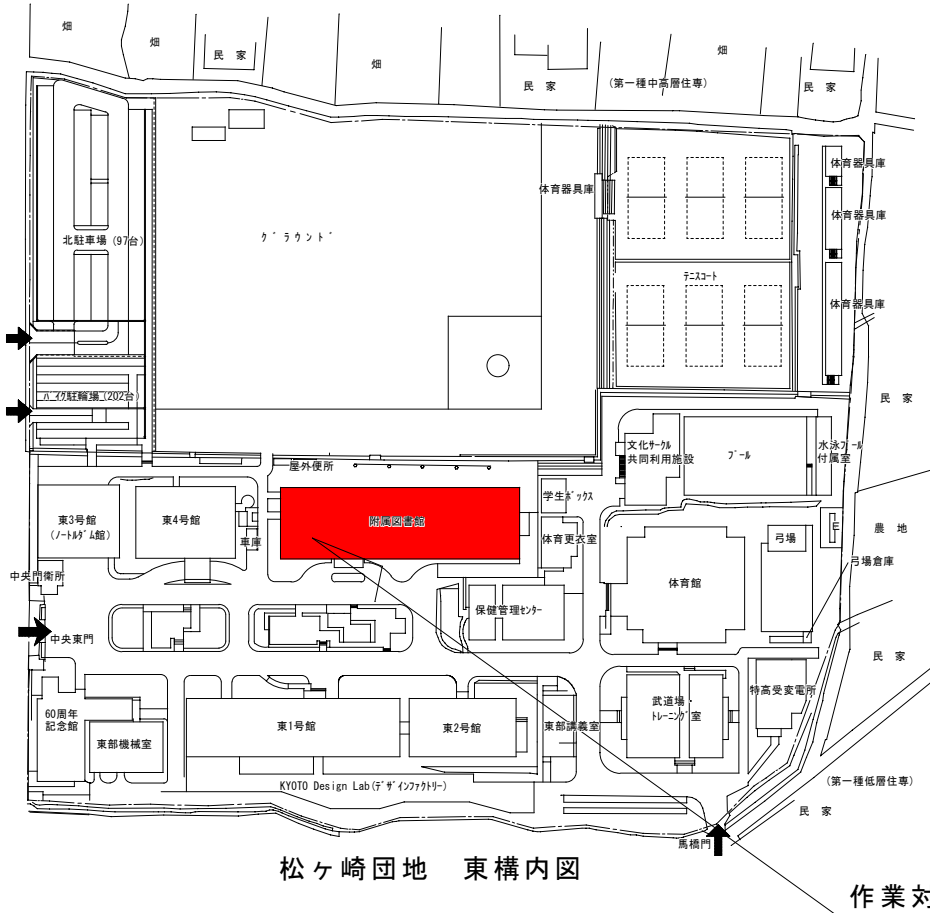 畑
畑
民 家
畑
民 家
(第一種中高層住専)
畑
民 家
体育器具庫
体育器具庫
体育器具庫
体育器具庫
北駐車場 (97台)
グラウンド
テニスコート
バイク駐輪場 (202台)
民 家
屋外便所
文化サークル
共同利用施設
プール
水泳プール
付属室
学生ボックス
附属図書館
東3号館
(ノートルダム館)
東4号館
車庫
体育更衣室
弓場
農 地
弓場倉庫
中央門衛所
体育館
保健管理センター
中央東門
民 家
60周年
記念館
東部機械室
東1号館
東2号館
東部講義室
武道場・
トレーニング室
特高受変電所
KYOTO Design Lab(デザインファクトリー)
(第一種低層住専)
民 家
馬橋門
松ヶ崎団地 東構内図
作業対